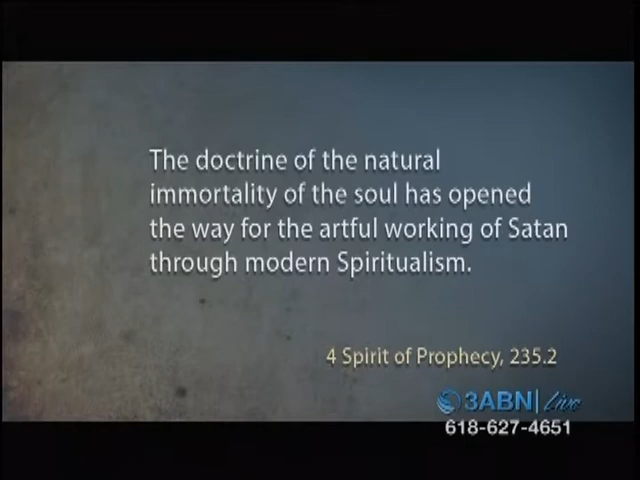 The doctrine of the natural
immortality of the soul has opened
the way for the artful working of Satan
through modern Spiritualism.
4 Spirit of Prophecy, 235.2
3ABN Live
618-627-4651